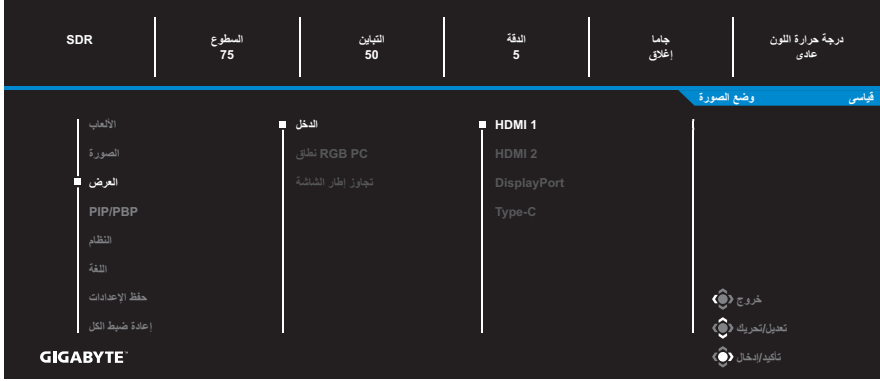 SDR
السطوع
75
التباين
50
الدقة
5
جاما
إغلاق
درجة حرارة اللون
عادى
وضع الصورة
قياسى
الألعاب
الصورة
العرض
PIP/PBP
النظام
اللغة
حفظ الإعدادات
إعادة ضبط الكل
الدخل
نطاق RGB PC
تجاوز إطار الشاشة
HDMI 1
HDMI 2
DisplayPort
Type-C
خروج
تعديل/تحريك
تأكيد/إدخال
GIGABYTE™